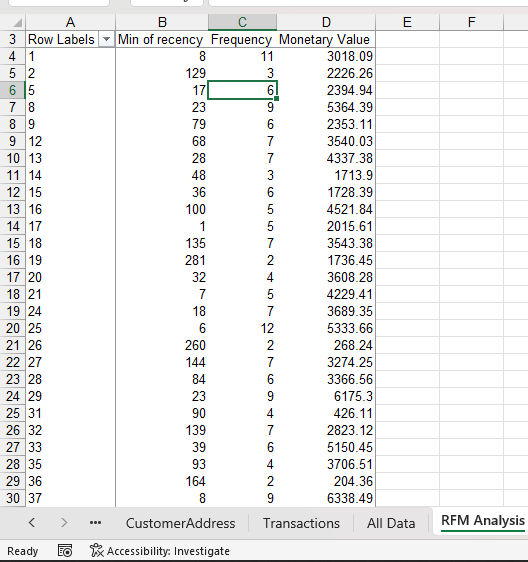 A B C D E F
3 Row Labels Min of recency Frequency Monetary Value
4 1 8 11 3018.09
5 2 129 3 2226.26
6 5 17 6 2394.94
7 8 23 9 5364.39
8 9 79 6 2353.11
9 12 68 7 3540.03
10 13 28 7 4337.38
11 14 48 3 1713.9
12 15 36 6 1728.39
13 16 100 5 4521.84
14 17 1 5 2015.61
15 18 135 7 3543.38
16 19 281 2 1736.45
17 20 32 4 3608.28
18 21 7 5 4229.41
19 24 18 7 3689.35
20 25 6 12 5333.66
21 26 260 2 268.24
22 27 144 7 3274.25
23 28 84 6 3366.56
24 29 23 9 6175.3
25 31 90 4 426.11
26 32 139 7 2823.12
27 33 39 6 5150.45
28 35 93 4 3706.51
29 36 164 2 204.36
30 37 8 9 6338.49
< > ••• CustomerAddress Transactions All Data RFM Analysis
Ready Accessibility: Investigate